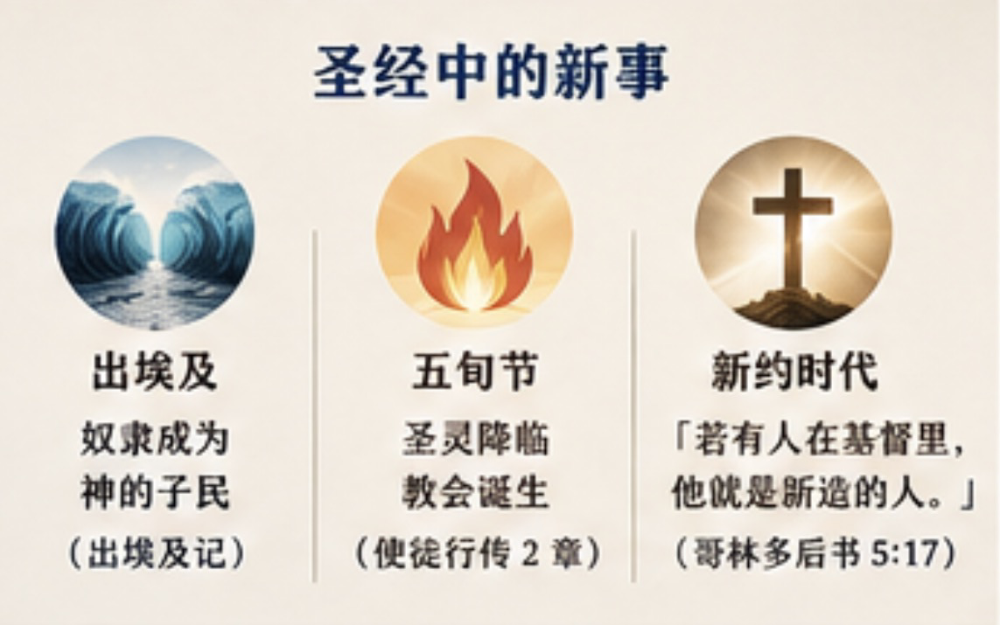 圣经中的新事
出埃及
奴隶成为
神的子民
（出埃及记）
五旬节
圣灵降临
教会诞生
（使徒行传 2 章）
新约时代
「若有人在基督里，
他就是新造的人。」
（哥林多后书 5:17）